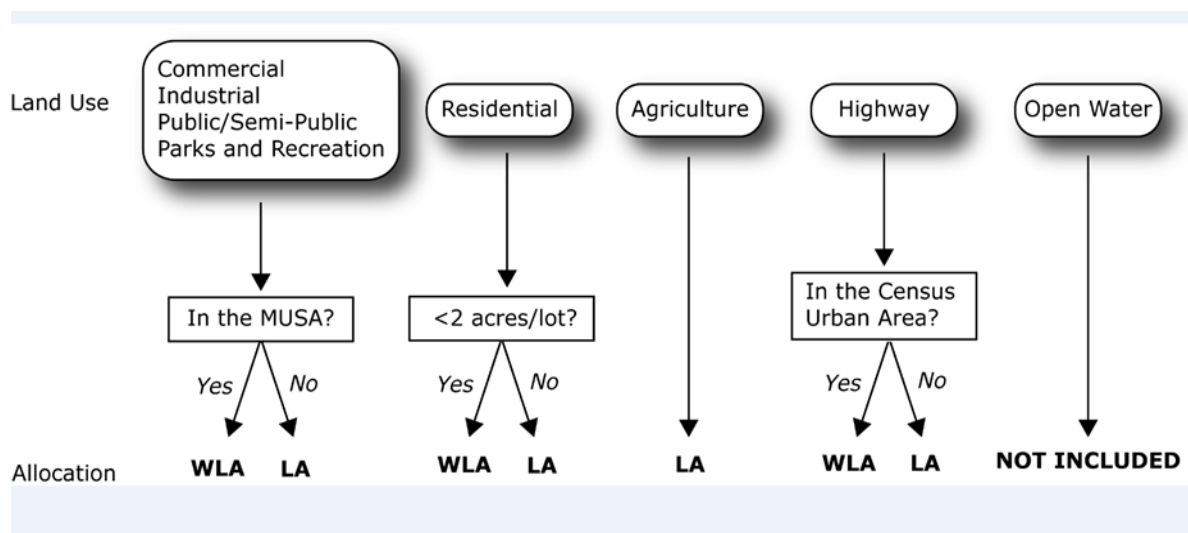 Land Use
Commercial
Industrial
Public/Semi-Public
Parks and Recreation
Residential
Agriculture
Highway
Open Water
In the MUSA?
<2 acres/lot?
In the Census
Urban Area?
Yes
No
Yes
No
Yes
No
Allocation
WLA
LA
WLA
LA
LA
WLA
LA
NOT INCLUDED